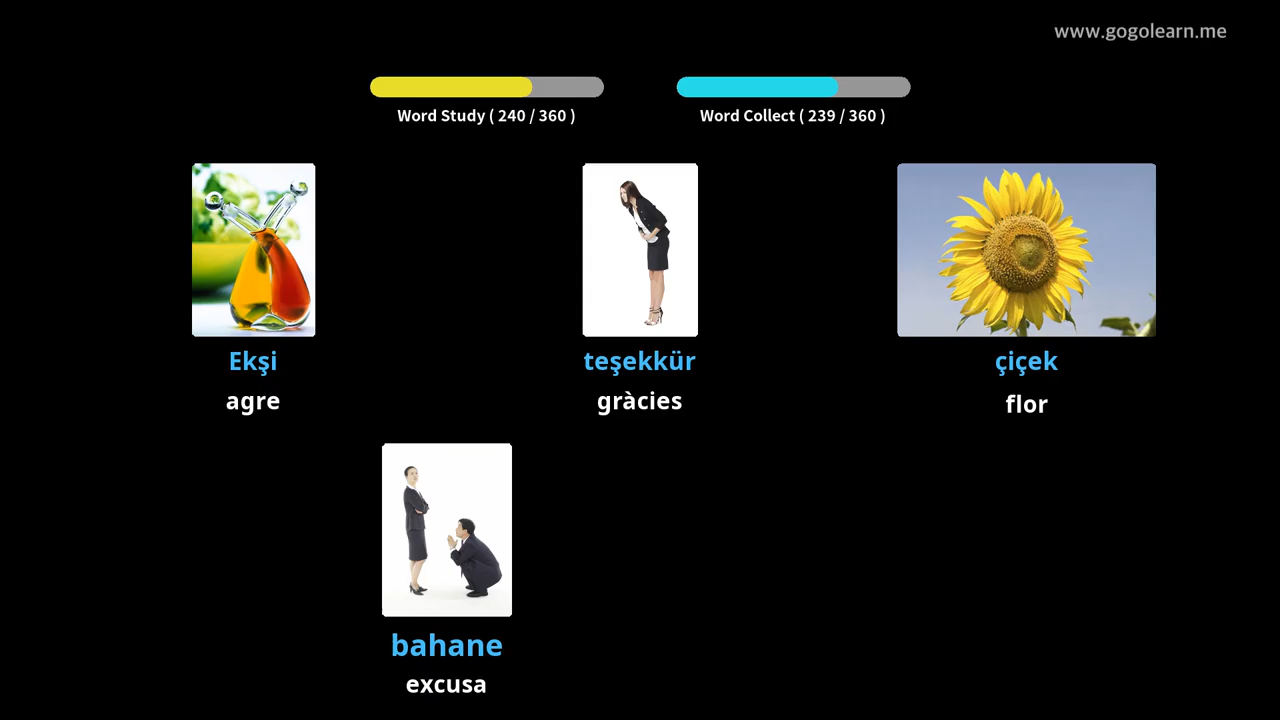 www.gogolearn.me
Word Study ( 240 / 360 )
Word Collect ( 239 / 360 )
Ekşi
agre
teşekkür
gràcies
çiçek
flor
bahane
excusa